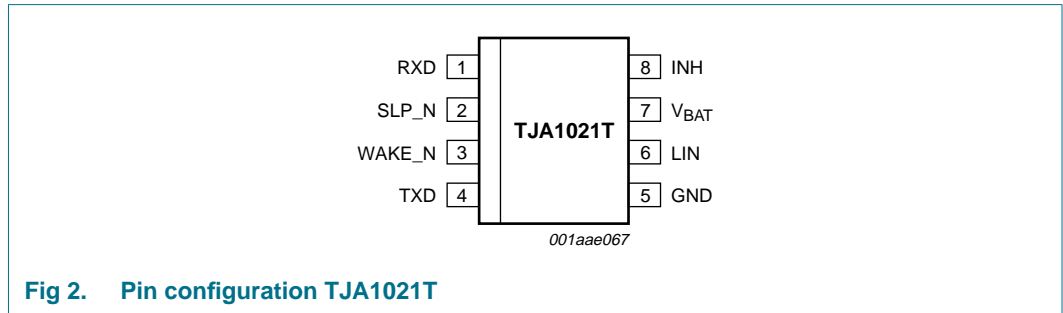 RXD 1 8 INH
SLP_N 2 7 VBAT
TJA1021T
WAKE_N 3 6 LIN
TXD 4 5 GND
001aae067
Fig 2. Pin configuration TJA1021T